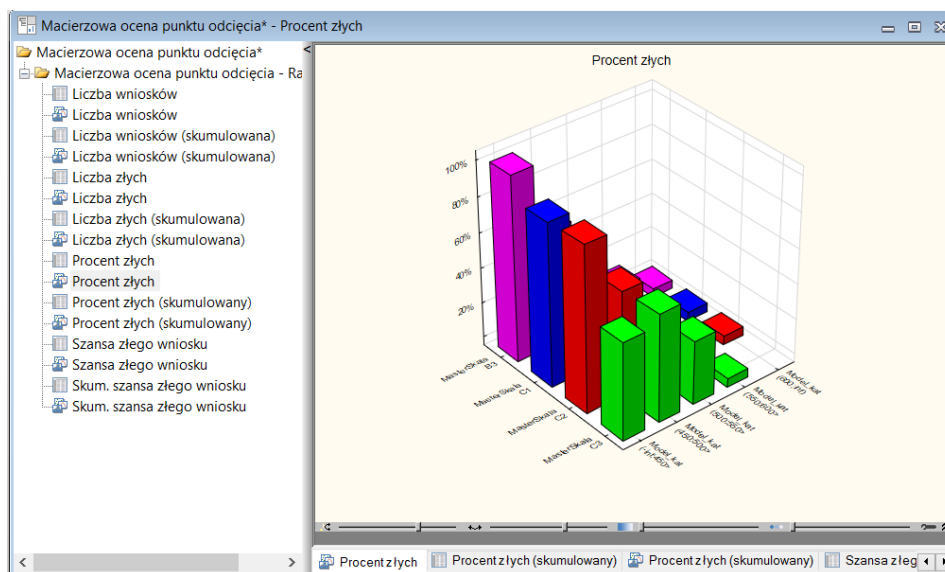 Macierzowa ocena punktu odcięcia* - Procent złych
Macierzowa ocena punktu odcięcia*
Macierzowa ocena punktu odcięcia - Ra
Liczba wniosków
Liczba wniosków
Liczba wniosków (skumulowana)
Liczba wniosków (skumulowana)
Liczba złych
Liczba złych
Liczba złych (skumulowana)
Liczba złych (skumulowana)
Procent złych
Procent złych
Procent złych (skumulowany)
Procent złych (skumulowany)
Szansa złego wniosku
Szansa złego wniosku
Skum. szansa złego wniosku
Skum. szansa złego wniosku
Procent złych
100%
80%
60%
40%
20%
MasterSkala
B3
MasterSkala
C1
MasterSkala
C2
MasterSkala
C3
Model_kat
(-inf;450>
Model_kat
(450;500>
Model_kat
(500;550>
Model_kat
(550;600>
Model_kat
(600;inf)
Procent złych
Procent złych (skumulowany)
Procent złych (skumulowany)
Szansa złeg